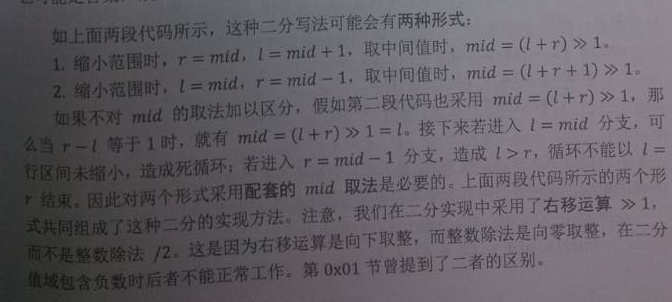 如上面两段代码所示，这种二分写法可能会有两种形式：
1. 缩小范围时，r = mid，l = mid + 1，取中间值时，mid = (l + r) ≫ 1。
2. 缩小范围时，l = mid，r = mid − 1，取中间值时，mid = (l + r + 1) ≫ 1。
如果不对 mid 的取法加以区分，假如第二段代码也采用 mid = (l + r) ≫ 1，那
么当 r − l 等于 1 时，就有 mid = (l + r) ≫ 1 = l。接下来若进入 l = mid 分支，可
行区间未缩小，造成死循环；若进入 r = mid − 1 分支，造成 l > r，循环不能以 l =
r 结束。因此对两个形式采用配套的 mid 取法是必要的。上面两段代码所示的两个形
式共同组成了这种二分的实现方法。注意，我们在二分实现中采用了右移运算 ≫ 1，
而不是整数除法 /2。这是因为右移运算是向下取整，而整数除法是向零取整，在二分
值域包含负数时后者不能正常工作。第 0x01 节曾提到了二者的区别。